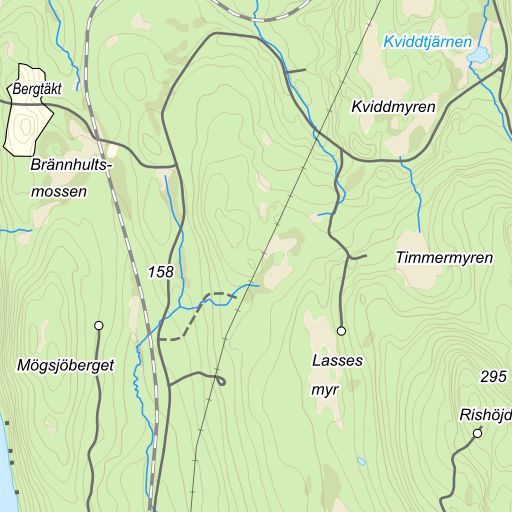 Kviddtjärnen
Bergtäkt
Kviddmyren
Brännhults-
mossen
Timmermyren
158
Mögsjöberget
Lasses
myr
295
Rishöjd